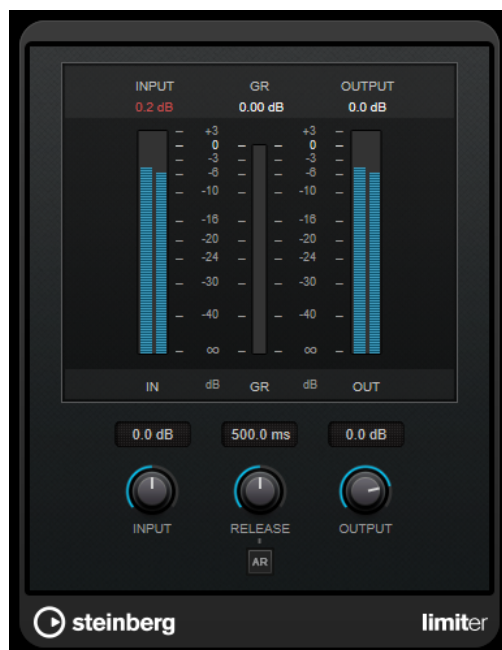 INPUT GR OUTPUT
0.2 dB 0.00 dB 0.0 dB
+3 +3
0 0
-3 -3
-6 -6
-10 -10
-16 -16
-20 -20
-24 -24
-30 -30
-40 -40
∞ ∞
IN dB GR dB OUT
0.0 dB 500.0 ms 0.0 dB
INPUT RELEASE OUTPUT
AR
steinberg limiter